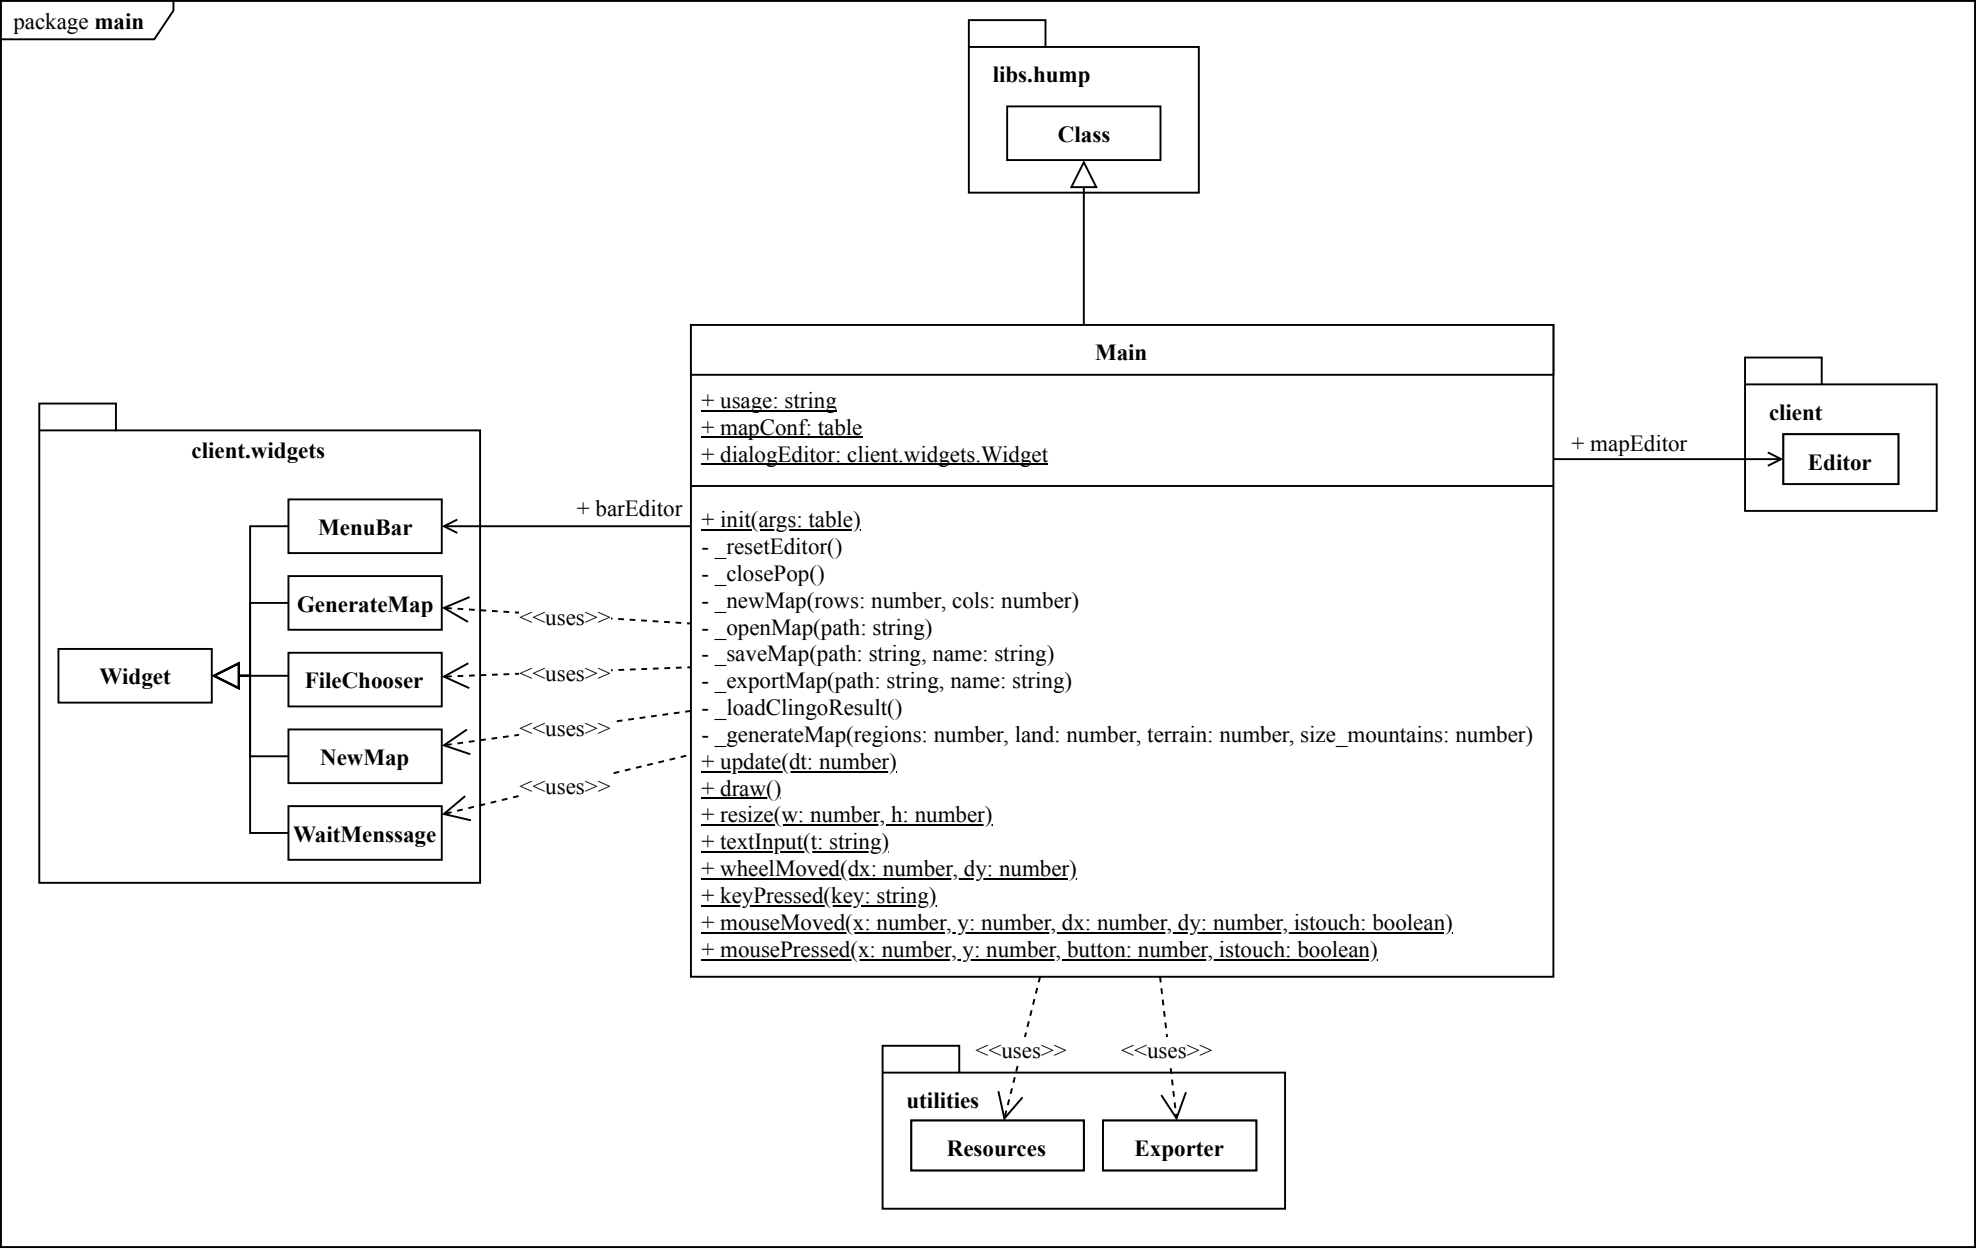 package main
libs.hump
Class
Main
+ usage: string
+ mapConf: table
+ dialogEditor: client.widgets.Widget
+ init(args: table)
- _resetEditor()
- _closePop()
- _newMap(rows: number, cols: number)
- _openMap(path: string)
- _saveMap(path: string, name: string)
- _exportMap(path: string, name: string)
- _loadClingoResult()
- _generateMap(regions: number, land: number, terrain: number, size_mountains: number)
+ update(dt: number)
+ draw()
+ resize(w: number, h: number)
+ textInput(t: string)
+ wheelMoved(dx: number, dy: number)
+ keyPressed(key: string)
+ mouseMoved(x: number, y: number, dx: number, dy: number, istouch: boolean)
+ mousePressed(x: number, y: number, button: number, istouch: boolean)
+ mapEditor
client
Editor
client.widgets
+ barEditor
MenuBar
GenerateMap
<<uses>>
Widget
FileChooser
<<uses>>
NewMap
<<uses>>
WaitMenssage
<<uses>>
<<uses>>
<<uses>>
utilities
Resources
Exporter